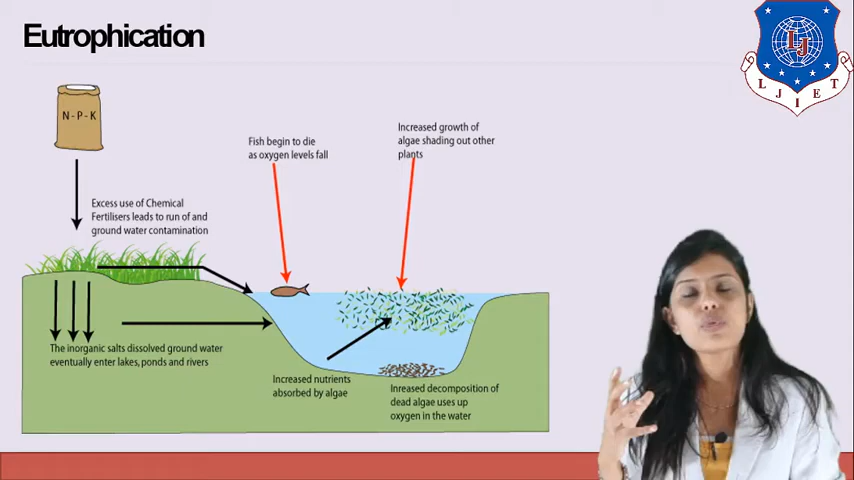 Eutrophication
LJ
L J I E T
N-P-K
Fish begin to die
as oxygen levels fall
Increased growth of
algae shading out other
plants
Excess use of Chemical
Fertilisers leads to run of and
ground water contamination
The inorganic salts dissolved ground water
eventually enter lakes, ponds and rivers
Increased nutrients
absorbed by algae
Inreased decomposition of
dead algae uses up
oxygen in the water